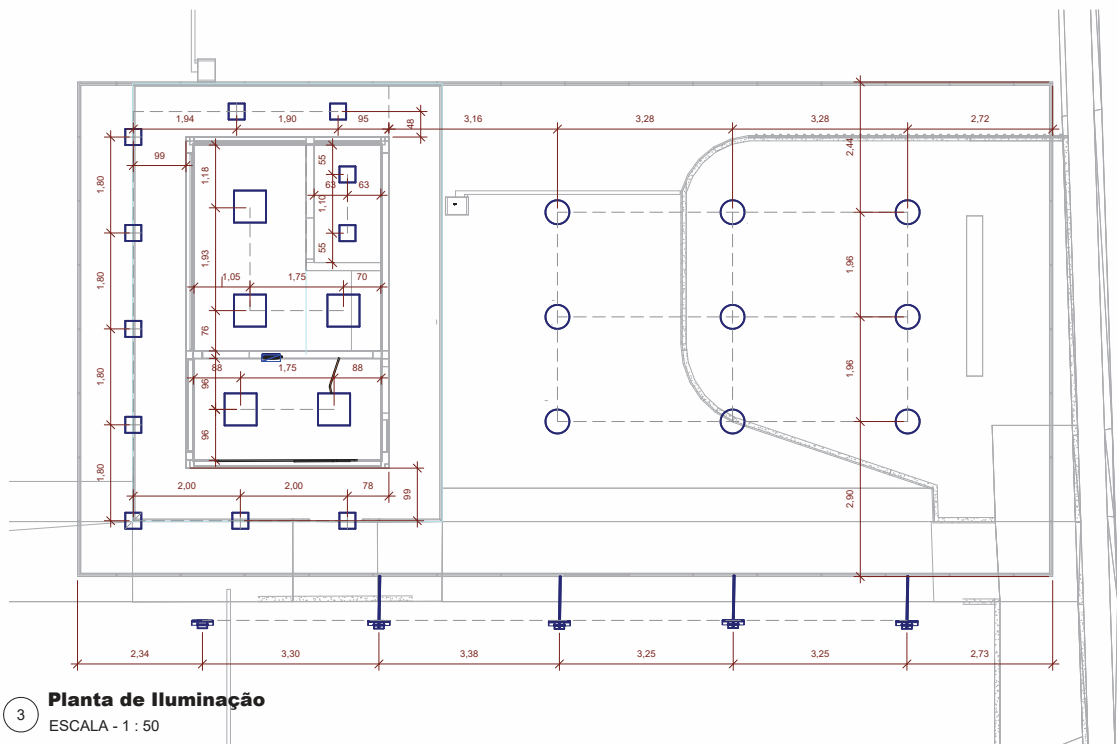 1,94 1,90 95 3,16 3,28 3,28 2,72
48
2,44
99
55
1,18
1,80
63 63
1,10
1,93
55
1,96
1,80
1,05 1,75 70
76
1,80
88 1,75 88
96
1,96
96
1,80
2,00 2,00 78
99
2,90
2,34 3,30 3,38 3,25 3,25 2,73
3 Planta de Iluminação
ESCALA - 1 : 50